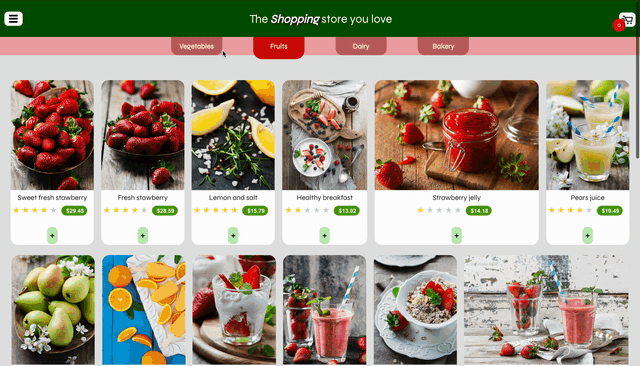 The Shopping store you love
0
Vegetables
Fruits
Dairy
Bakery
Sweet fresh stawberry
$29.45
+
Fresh stawberry
$28.59
+
Lemon and salt
$15.79
+
Healthy breakfast
$13.02
+
Strawberry jelly
$14.18
+
Pears juice
$19.49
+